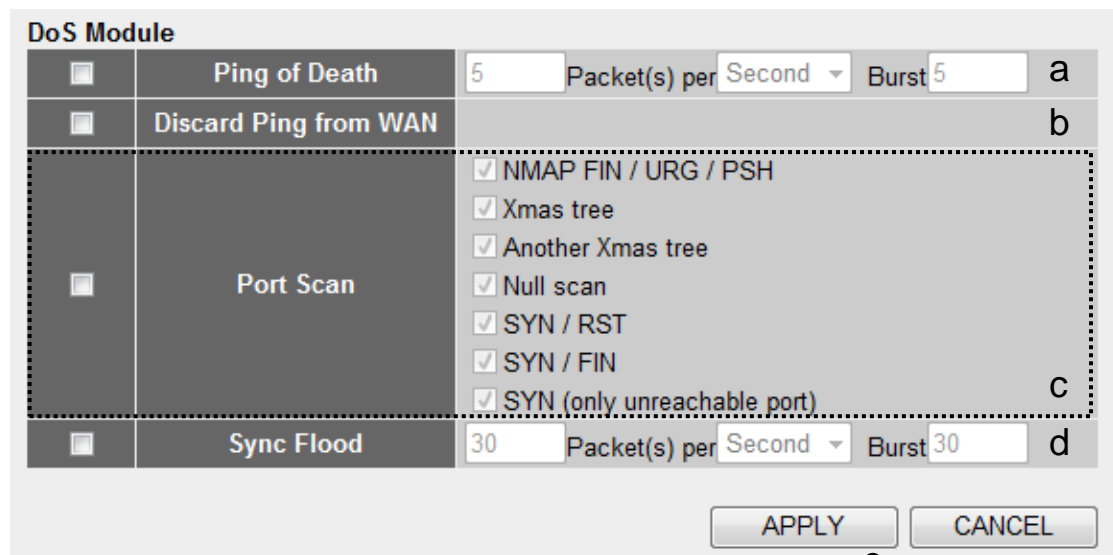 DoS Module
Ping of Death 5 Packet(s) per Second Burst 5 a
Discard Ping from WAN b
NMAP FIN / URG / PSH
Xmas tree
Another Xmas tree
Port Scan Null scan
SYN / RST
SYN / FIN
SYN (only unreachable port) c
Sync Flood 30 Packet(s) per Second Burst 30 d
APPLY CANCEL